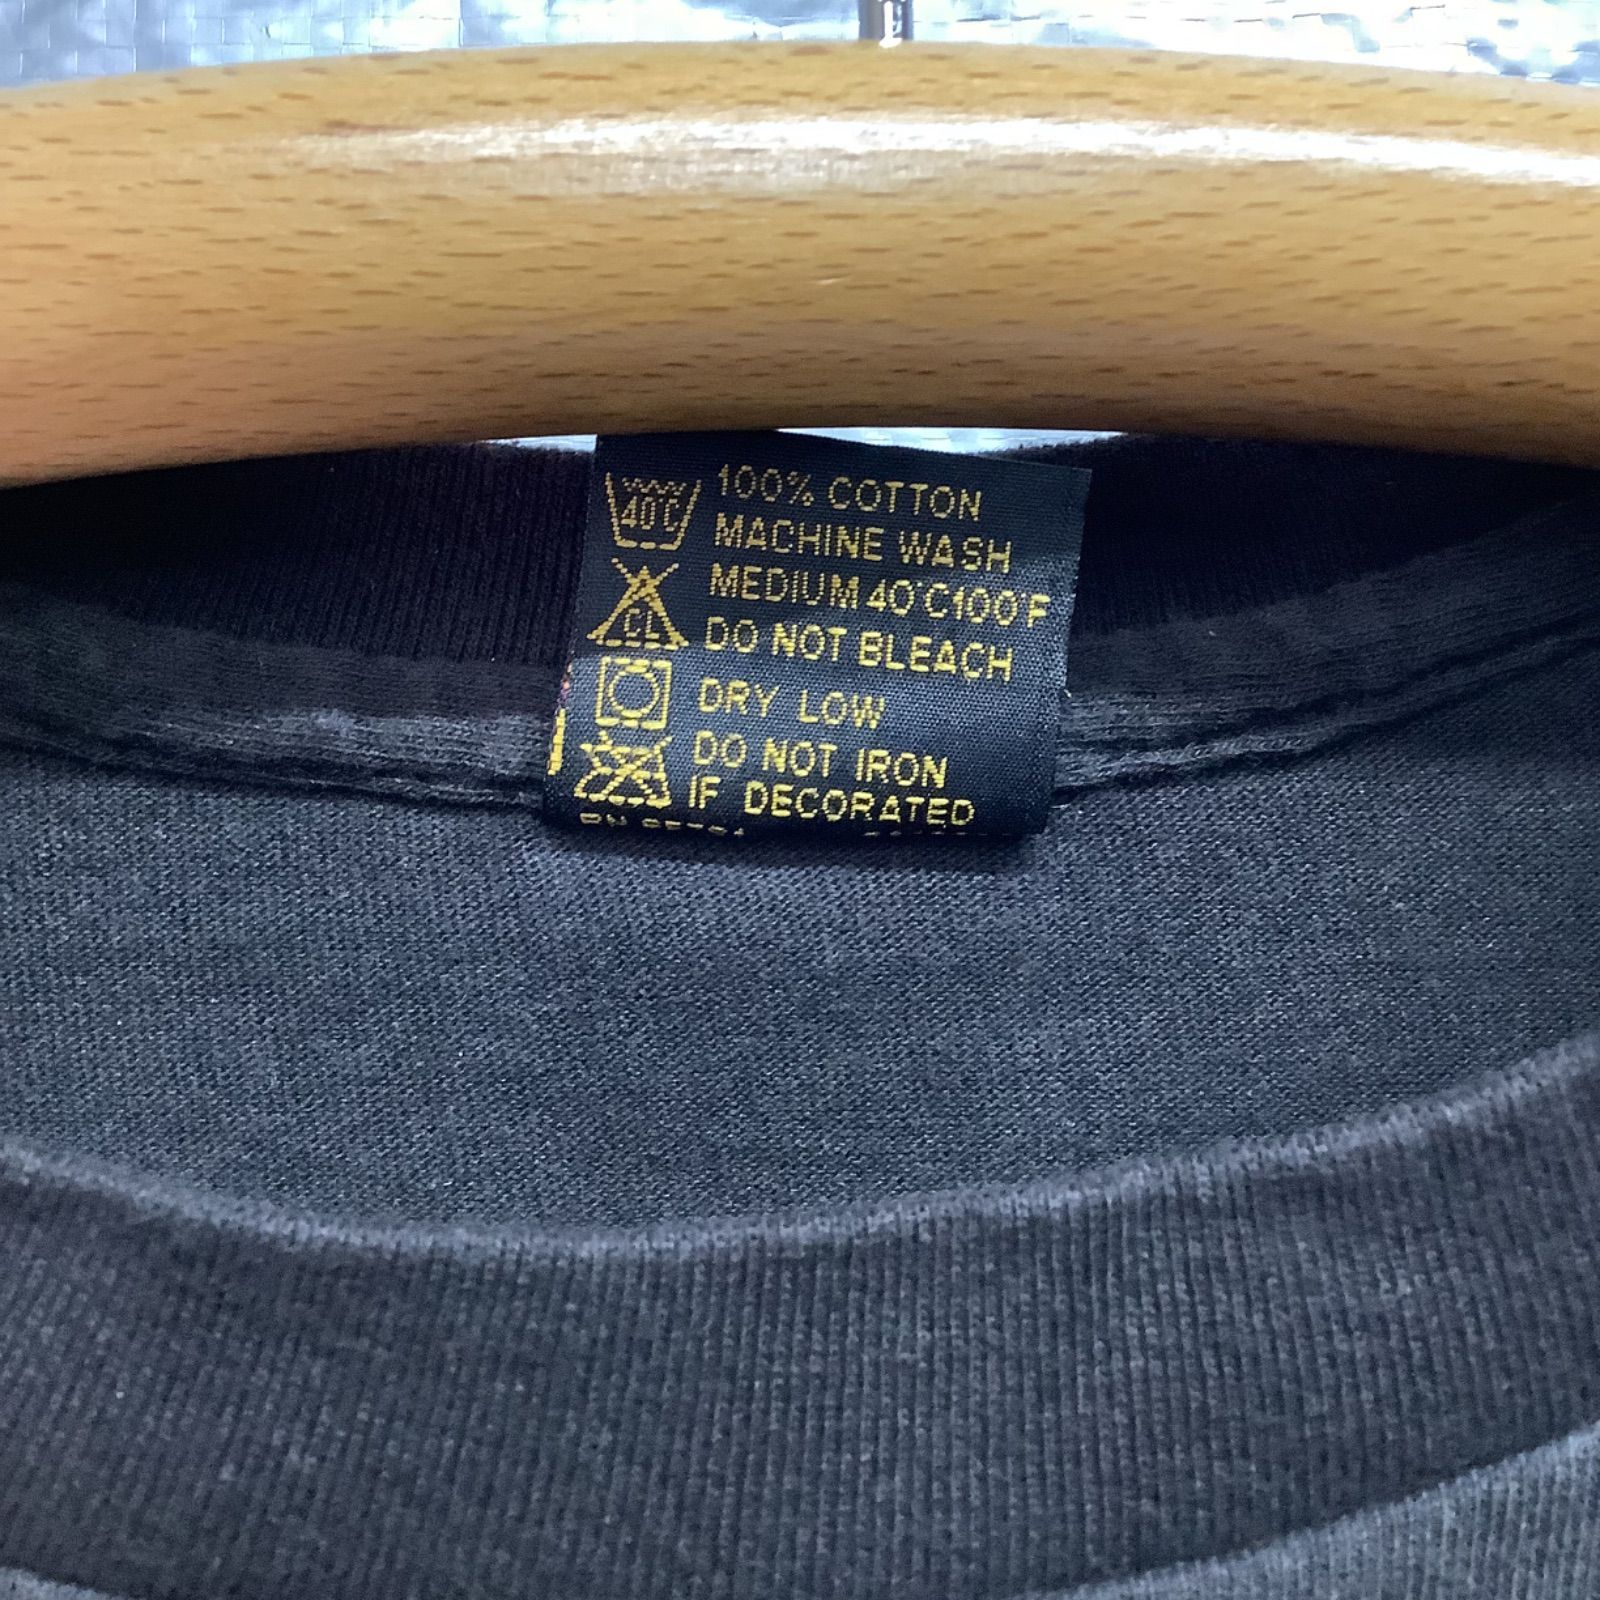 40°C 100% COTTON
MACHINE WASH
MEDIUM 40°C100°F
CL DO NOT BLEACH
DRY LOW
DO NOT IRON
IF DECORATED